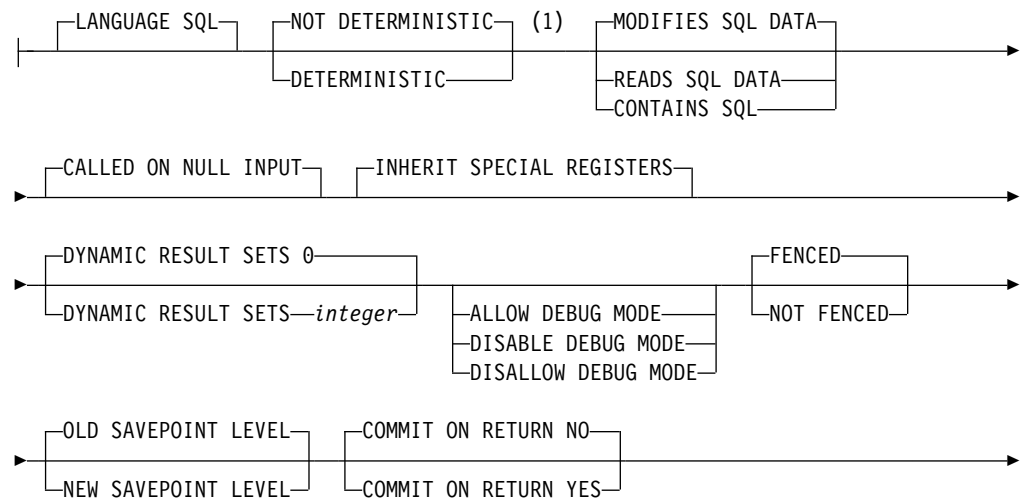 LANGUAGE SQL NOT DETERMINISTIC (1) MODIFIES SQL DATA
DETERMINISTIC READS SQL DATA
CONTAINS SQL
CALLED ON NULL INPUT INHERIT SPECIAL REGISTERS
DYNAMIC RESULT SETS 0 FENCED
DYNAMIC RESULT SETS integer ALLOW DEBUG MODE NOT FENCED
DISABLE DEBUG MODE
DISALLOW DEBUG MODE
OLD SAVEPOINT LEVEL COMMIT ON RETURN NO
NEW SAVEPOINT LEVEL COMMIT ON RETURN YES